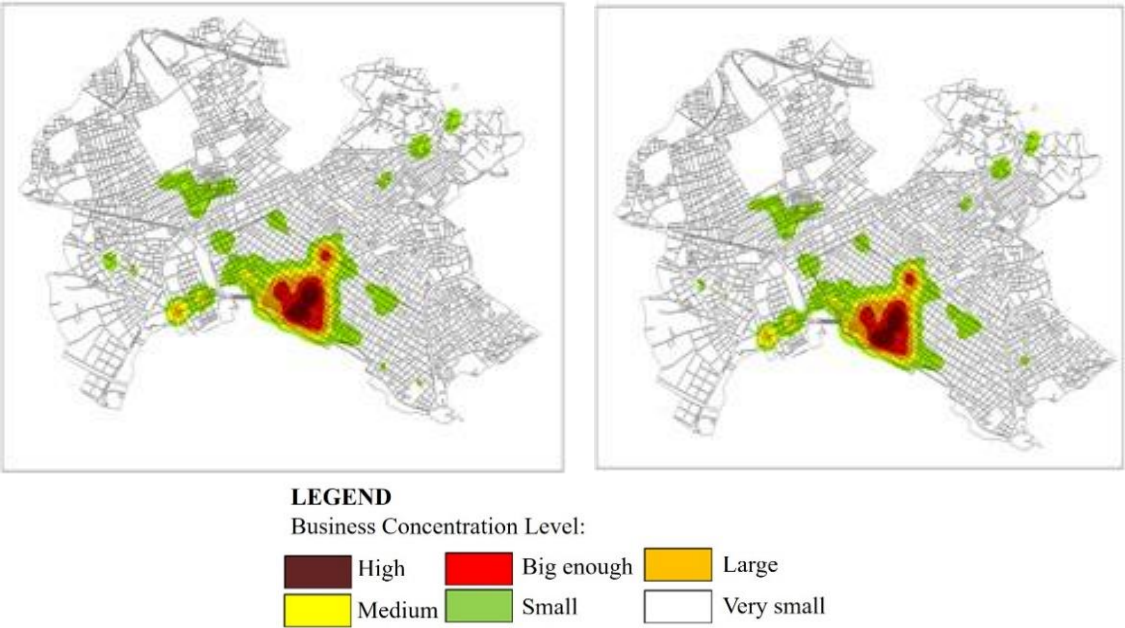 LEGEND
Business Concentration Level:
High Big enough Large
Medium Small Very small